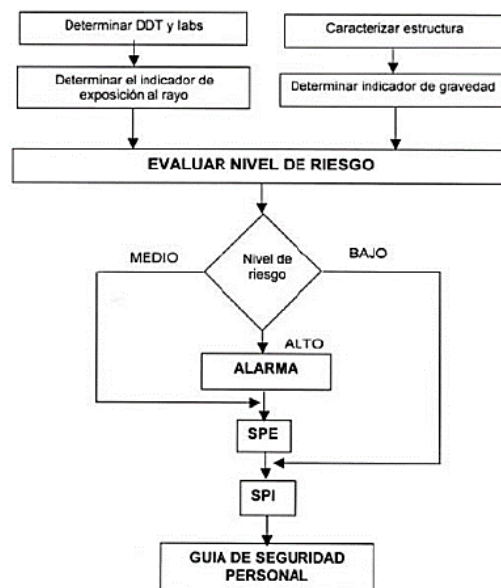 Determinar DDT y Iabs
Caracterizar estructura
Determinar el indicador de
exposición al rayo
Determinar indicador de gravedad
EVALUAR NIVEL DE RIESGO
MEDIO
Nivel de
riesgo
BAJO
ALTO
ALARMA
SPE
SPI
GUIA DE SEGURIDAD
PERSONAL